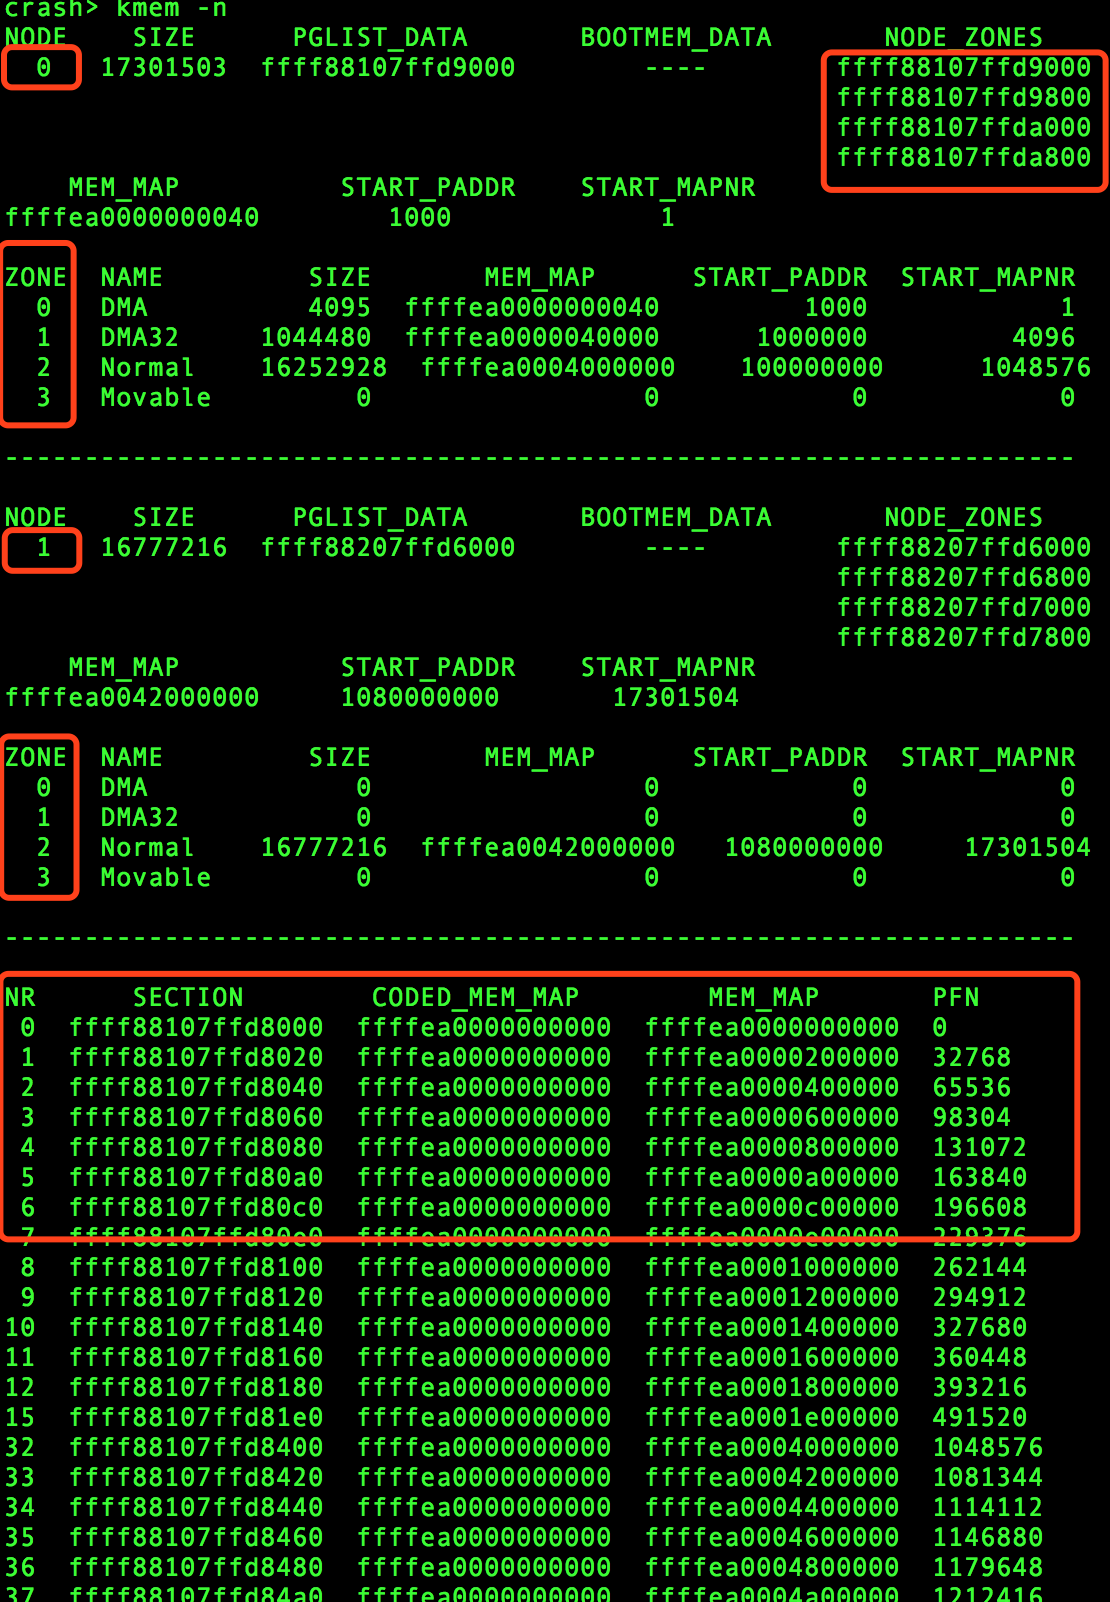 crash> kmem -n
NODE SIZE PGLIST_DATA BOOTMEM_DATA NODE_ZONES
0 17301503 ffff88107ffd9000 ---- ffff88107ffd9000
ffff88107ffd9800
ffff88107ffda000
ffff88107ffda800
MEM_MAP START_PADDR START_MAPNR
ffffea0000000040 1000 1
ZONE NAME SIZE MEM_MAP START_PADDR START_MAPNR
0 DMA 4095 ffffea0000000040 1000 1
1 DMA32 1044480 ffffea0000040000 1000000 4096
2 Normal 16252928 ffffea0004000000 100000000 1048576
3 Movable 0 0 0 0
-------------------------------------------------------------------
NODE SIZE PGLIST_DATA BOOTMEM_DATA NODE_ZONES
1 16777216 ffff88207ffd6000 ---- ffff88207ffd6000
ffff88207ffd6800
ffff88207ffd7000
ffff88207ffd7800
MEM_MAP START_PADDR START_MAPNR
ffffea0042000000 1080000000 17301504
ZONE NAME SIZE MEM_MAP START_PADDR START_MAPNR
0 DMA 0 0 0 0
1 DMA32 0 0 0 0
2 Normal 16777216 ffffea0042000000 1080000000 17301504
3 Movable 0 0 0 0
-------------------------------------------------------------------
NR SECTION CODED_MEM_MAP MEM_MAP PFN
0 ffff88107ffd8000 ffffea0000000000 ffffea0000000000 0
1 ffff88107ffd8020 ffffea0000000000 ffffea0000200000 32768
2 ffff88107ffd8040 ffffea0000000000 ffffea0000400000 65536
3 ffff88107ffd8060 ffffea0000000000 ffffea0000600000 98304
4 ffff88107ffd8080 ffffea0000000000 ffffea0000800000 131072
5 ffff88107ffd80a0 ffffea0000000000 ffffea0000a00000 163840
6 ffff88107ffd80c0 ffffea0000000000 ffffea0000c00000 196608
7 ffff88107ffd80e0 ffffea0000000000 ffffea0000e00000 229376
8 ffff88107ffd8100 ffffea0000000000 ffffea0001000000 262144
9 ffff88107ffd8120 ffffea0000000000 ffffea0001200000 294912
10 ffff88107ffd8140 ffffea0000000000 ffffea0001400000 327680
11 ffff88107ffd8160 ffffea0000000000 ffffea0001600000 360448
12 ffff88107ffd8180 ffffea0000000000 ffffea0001800000 393216
15 ffff88107ffd81e0 ffffea0000000000 ffffea0001e00000 491520
32 ffff88107ffd8400 ffffea0000000000 ffffea0004000000 1048576
33 ffff88107ffd8420 ffffea0000000000 ffffea0004200000 1081344
34 ffff88107ffd8440 ffffea0000000000 ffffea0004400000 1114112
35 ffff88107ffd8460 ffffea0000000000 ffffea0004600000 1146880
36 ffff88107ffd8480 ffffea0000000000 ffffea0004800000 1179648
37 ffff88107ffd84a0 ffffea0000000000 ffffea0004a00000 1212416